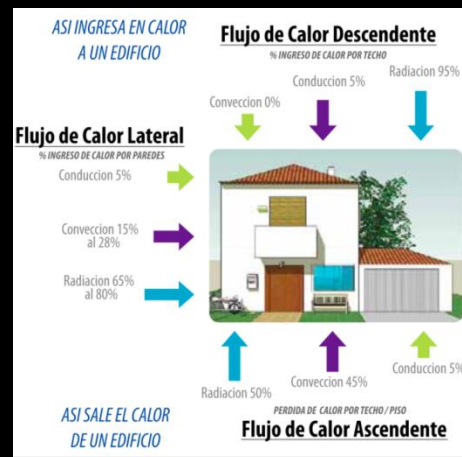 ASI INGRESA EN CALOR
A UN EDIFICIO
Flujo de Calor Descendente
% INGRESO DE CALOR POR TECHO
Convección 0%
Conducción 5%
Radiacion 95%
Flujo de Calor Lateral
% INGRESO DE CALOR POR PAREDES
Conduccion 5%
Conveccion 15%
al 28%
Radiacion 65%
al 80%
Radiacion 50%
Conveccion 45%
Conduccion 5%
ASI SALE EL CALOR
DE UN EDIFICIO
PERDIDA DE CALOR POR TECHO / PISO
Flujo de Calor Ascendente